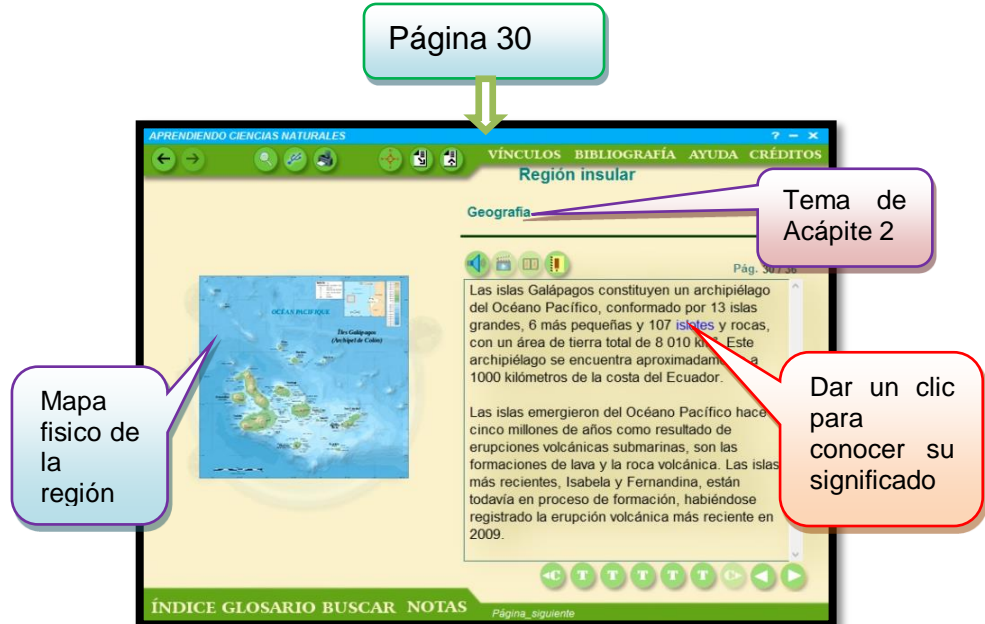 Página 30
APRENDIENDO CIENCIAS NATURALES
? – ×
VÍNCULOS BIBLIOGRAFÍA AYUDA CRÉDITOS
Región insular
Geografía
Tema de
Acápite 2
Pág. 30 / 36
Las islas Galápagos constituyen un archipiélago
del Océano Pacífico, conformado por 13 islas
grandes, 6 más pequeñas y 107 islotes y rocas,
con un área de tierra total de 8 010 Este
archipiélago se encuentra aproximadamente a
1000 kilómetros de la costa del Ecuador.
Las islas emergieron del Océano Pacífico hace
cinco millones de años como resultado de
erupciones volcánicas submarinas, son las
formaciones de lava y la roca volcánica. Las islas
más recientes, Isabela y Fernandina, están
todavía en proceso de formación, habiéndose
registrado la erupción volcánica más reciente en
2009.
OCÉAN PACIFIQUE
Îles Galápagos
(Archipel de Colón)
Mapa
fisico de
la
región
Dar un clic
para
conocer su
significado
C T T T T T C
ÍNDICE GLOSARIO BUSCAR NOTAS
Página_siguiente